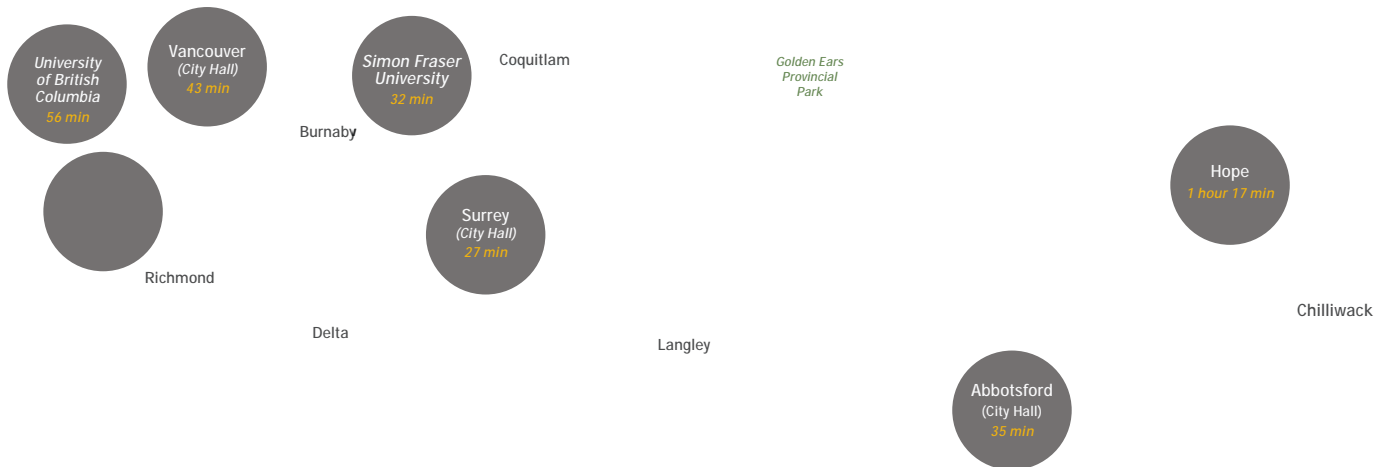 University
of British
Columbia
56 min
Vancouver
(City Hall)
43 min
Simon Fraser
University
32 min
Coquitlam
Golden Ears
Provincial
Park
Burnaby
Hope
1 hour 17 min
Surrey
(City Hall)
27 min
Richmond
Chilliwack
Delta
Langley
Abbotsford
(City Hall)
35 min